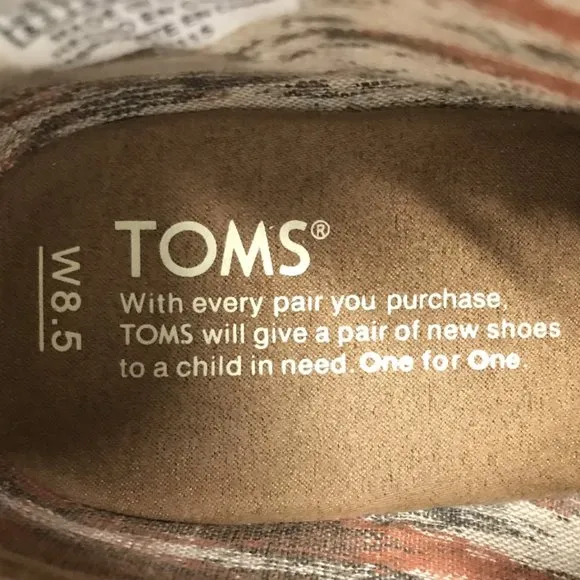 TOMS®
With every pair you purchase,
TOMS will give a pair of new shoes
to a child in need. One for One
W8.5